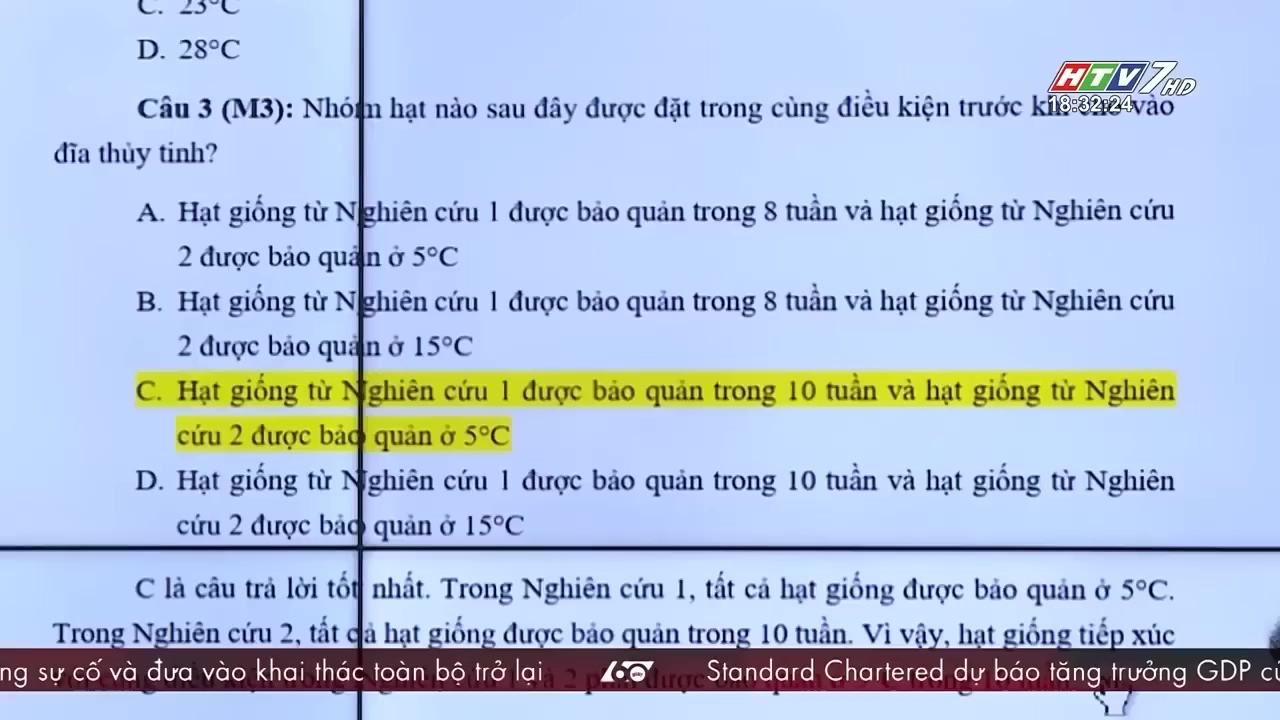 C. 23°C
D. 28°C
HTV7 HD
18:32:24
Câu 3 (M3): Nhóm hạt nào sau đây được đặt trong cùng điều kiện trước khi cho vào
đĩa thủy tinh?
A. Hạt giống từ Nghiên cứu 1 được bảo quản trong 8 tuần và hạt giống từ Nghiên cứu
2 được bảo quản ở 5°C
B. Hạt giống từ Nghiên cứu 1 được bảo quản trong 8 tuần và hạt giống từ Nghiên cứu
2 được bảo quản ở 15°C
C. Hạt giống từ Nghiên cứu 1 được bảo quản trong 10 tuần và hạt giống từ Nghiên
cứu 2 được bảo quản ở 5°C
D. Hạt giống từ Nghiên cứu 1 được bảo quản trong 10 tuần và hạt giống từ Nghiên
cứu 2 được bảo quản ở 15°C
C là câu trả lời tốt nhất. Trong Nghiên cứu 1, tất cả hạt giống được bảo quản ở 5°C.
Trong Nghiên cứu 2, tất cả hạt giống được bảo quản trong 10 tuần. Vì vậy, hạt giống tiếp xúc
ng sự cố và đưa vào khai thác toàn bộ trở lại 60 giây Standard Chartered dự báo tăng trưởng GDP